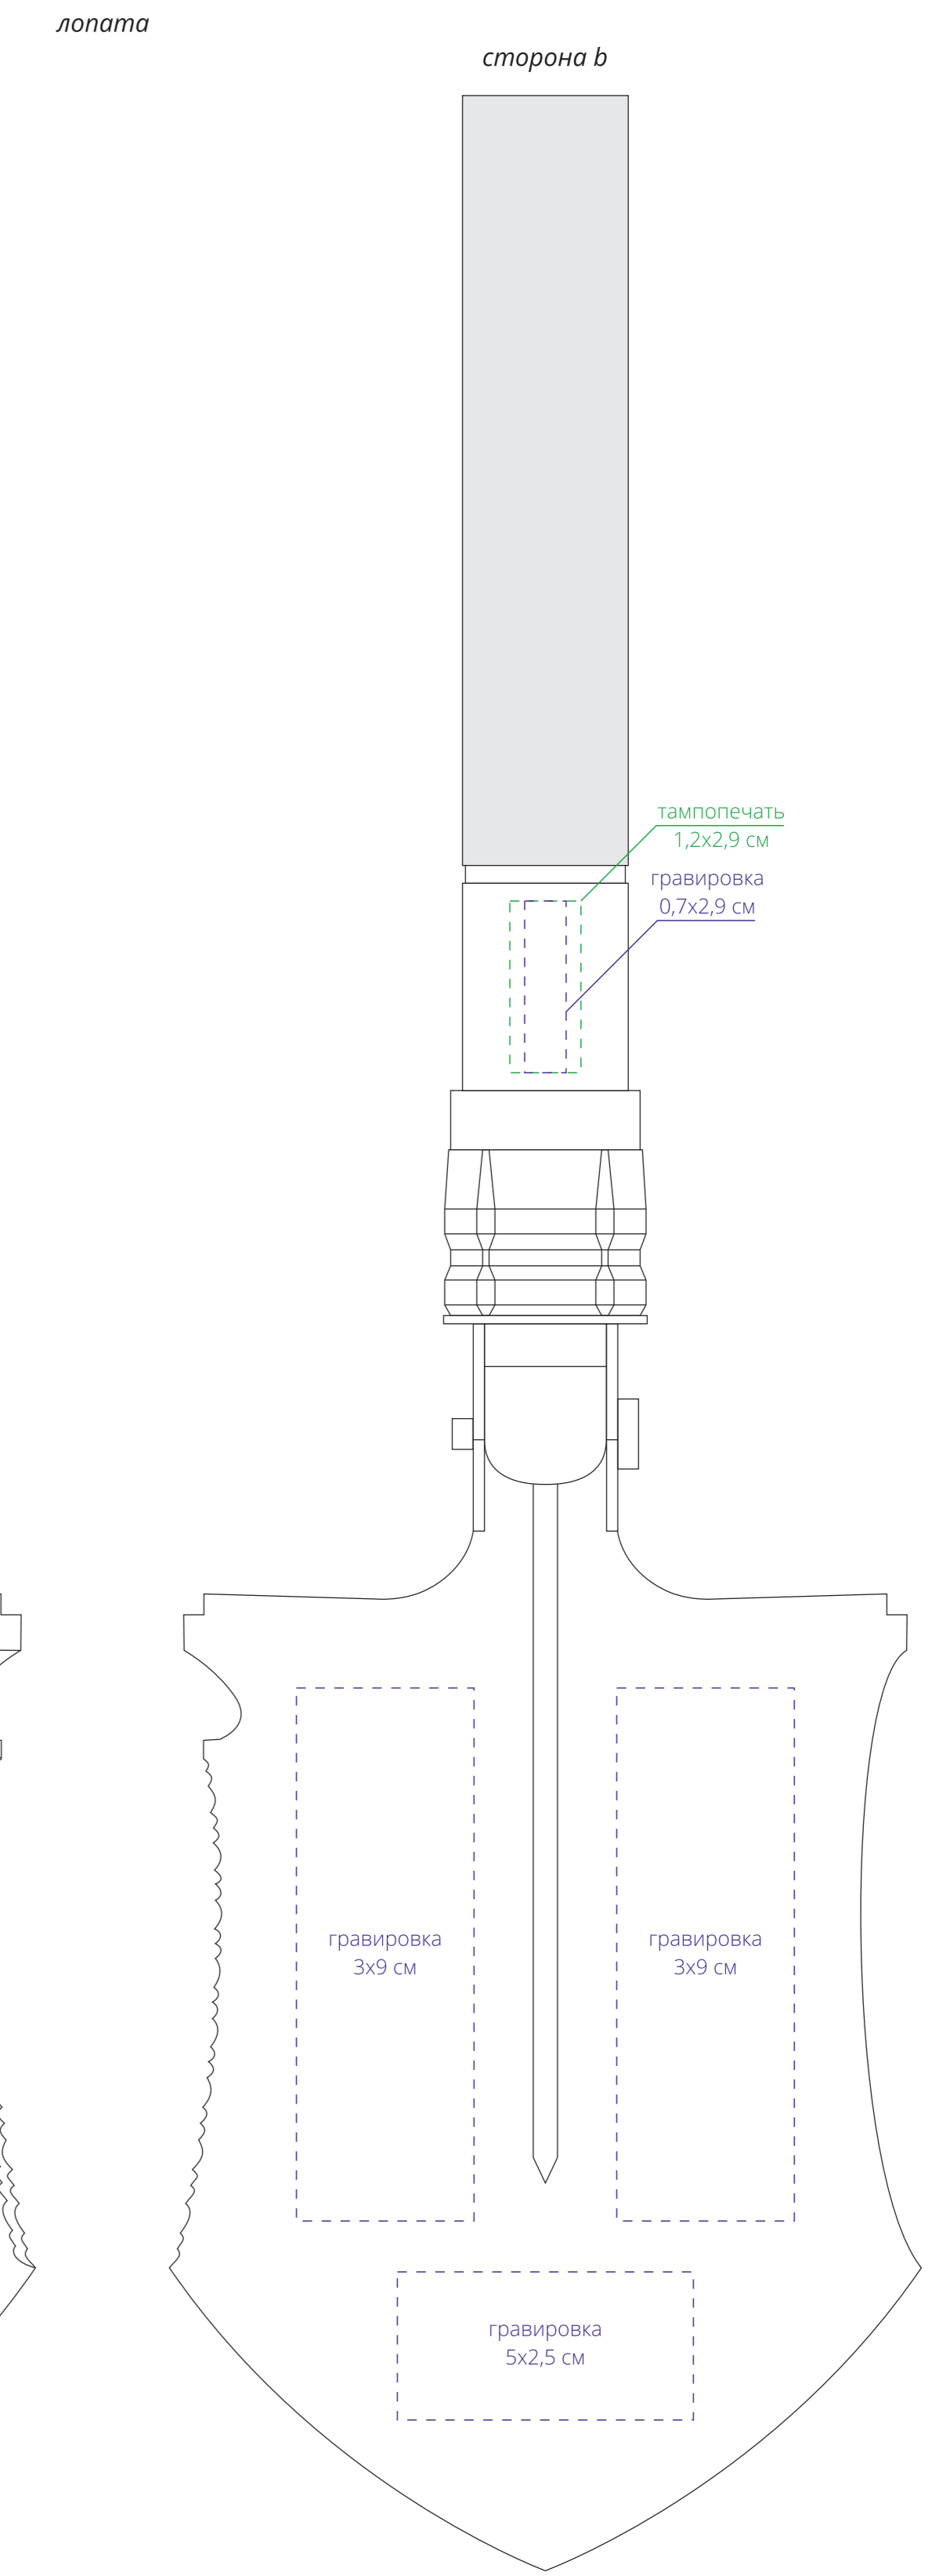 лопата
сторона b
тампопечать
1,2х2,9 см
гравировка
0,7х2,9 см
гравировка
3х9 см
гравировка
3х9 см
гравировка
5х2,5 см